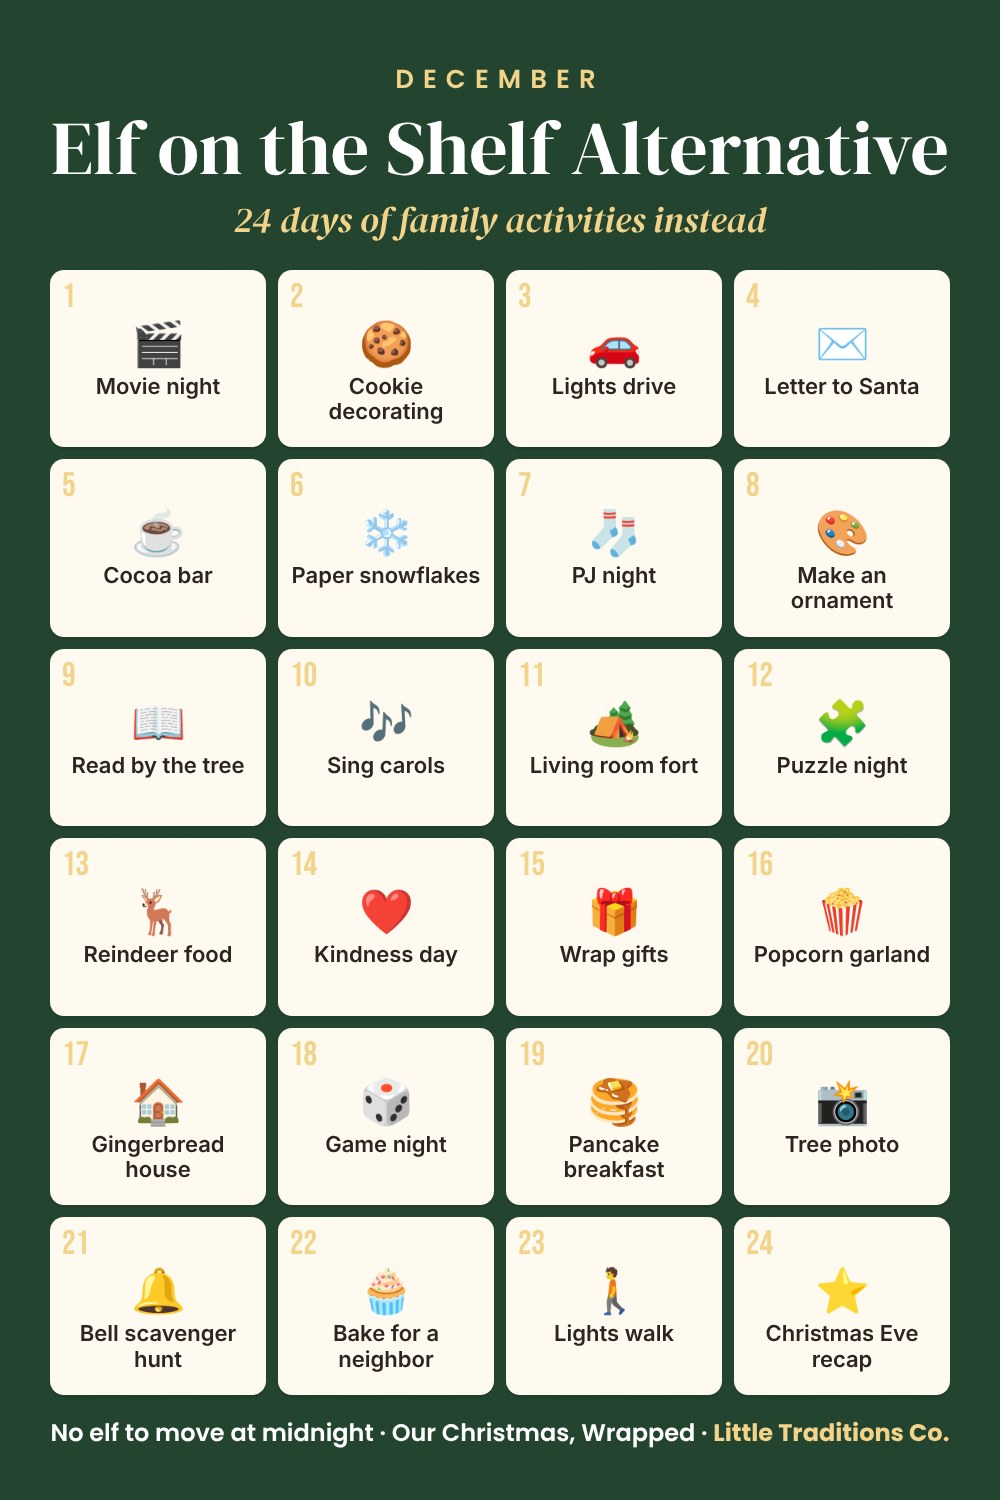 DECEMBER
Elf on the Shelf Alternative
24 days of family activities instead
1
Movie night
2
Cookie
decorating
3
Lights drive
4
Letter to Santa
5
Cocoa bar
6
Paper snowflakes
7
PJ night
8
Make an
ornament
9
Read by the tree
10
Sing carols
11
Living room fort
12
Puzzle night
13
Reindeer food
14
Kindness day
15
Wrap gifts
16
Popcorn garland
17
Gingerbread
house
18
Game night
19
Pancake
breakfast
20
Tree photo
21
Bell scavenger
hunt
22
Bake for a
neighbor
23
Lights walk
24
Christmas Eve
recap
No elf to move at midnight · Our Christmas, Wrapped · Little Traditions Co.